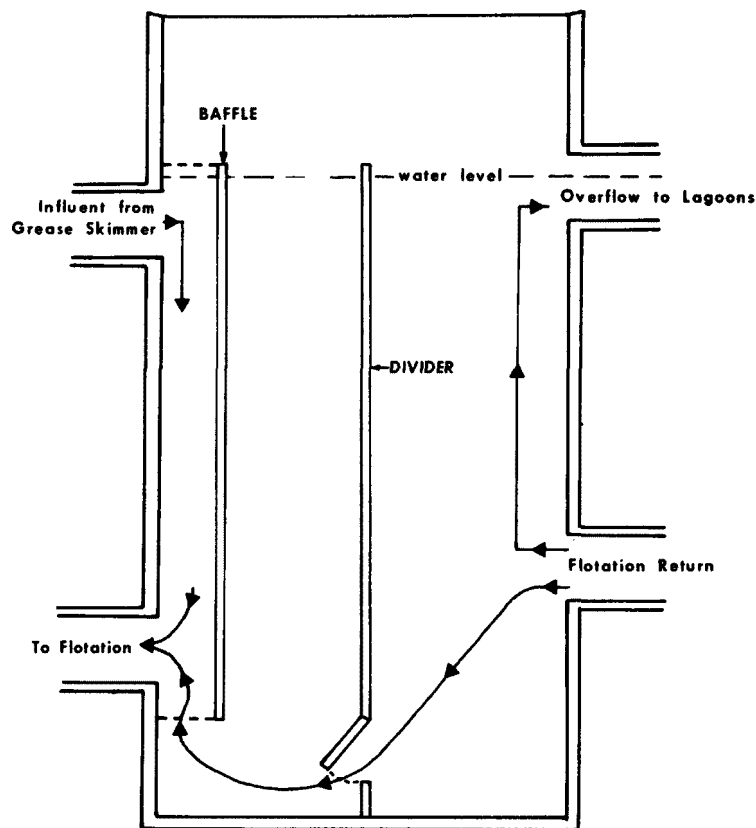 BAFFLE
water level
Influent from
Grease Skimmer
Overflow to Lagoons
DIVIDER
Flotation Return
To Flotation